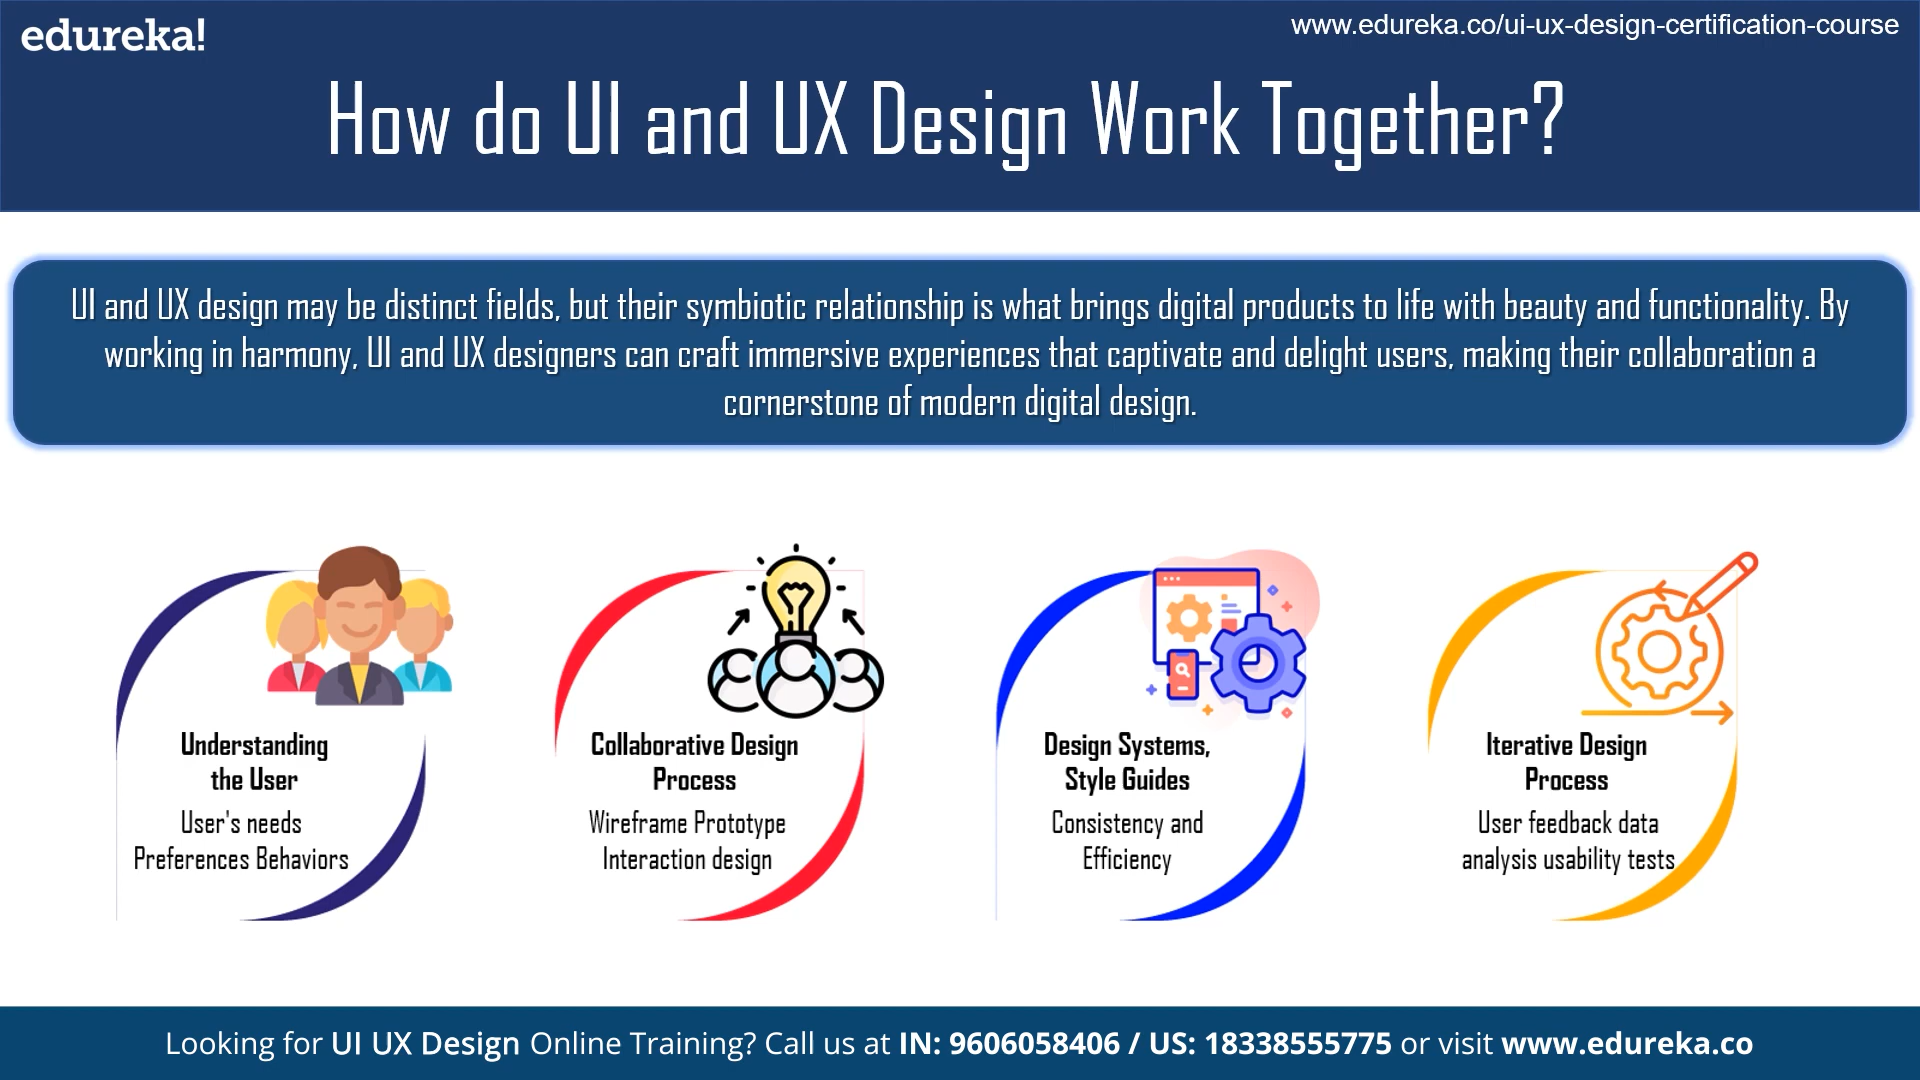 edureka!
www.edureka.co/ui-ux-design-certification-course
How do UI and UX Design Work Together?
UI and UX design may be distinct fields, but their symbiotic relationship is what brings digital products to life with beauty and functionality. By
working in harmony, UI and UX designers can craft immersive experiences that captivate and delight users, making their collaboration a
cornerstone of modern digital design.
Understanding
the User
User's needs
Preferences Behaviors
Collaborative Design
Process
Wireframe Prototype
Interaction design
Design Systems,
Style Guides
Consistency and
Efficiency
Iterative Design
Process
User feedback data
analysis usability tests
Looking for UI UX Design Online Training? Call us at IN: 9606058406 / US: 18338555775 or visit www.edureka.co